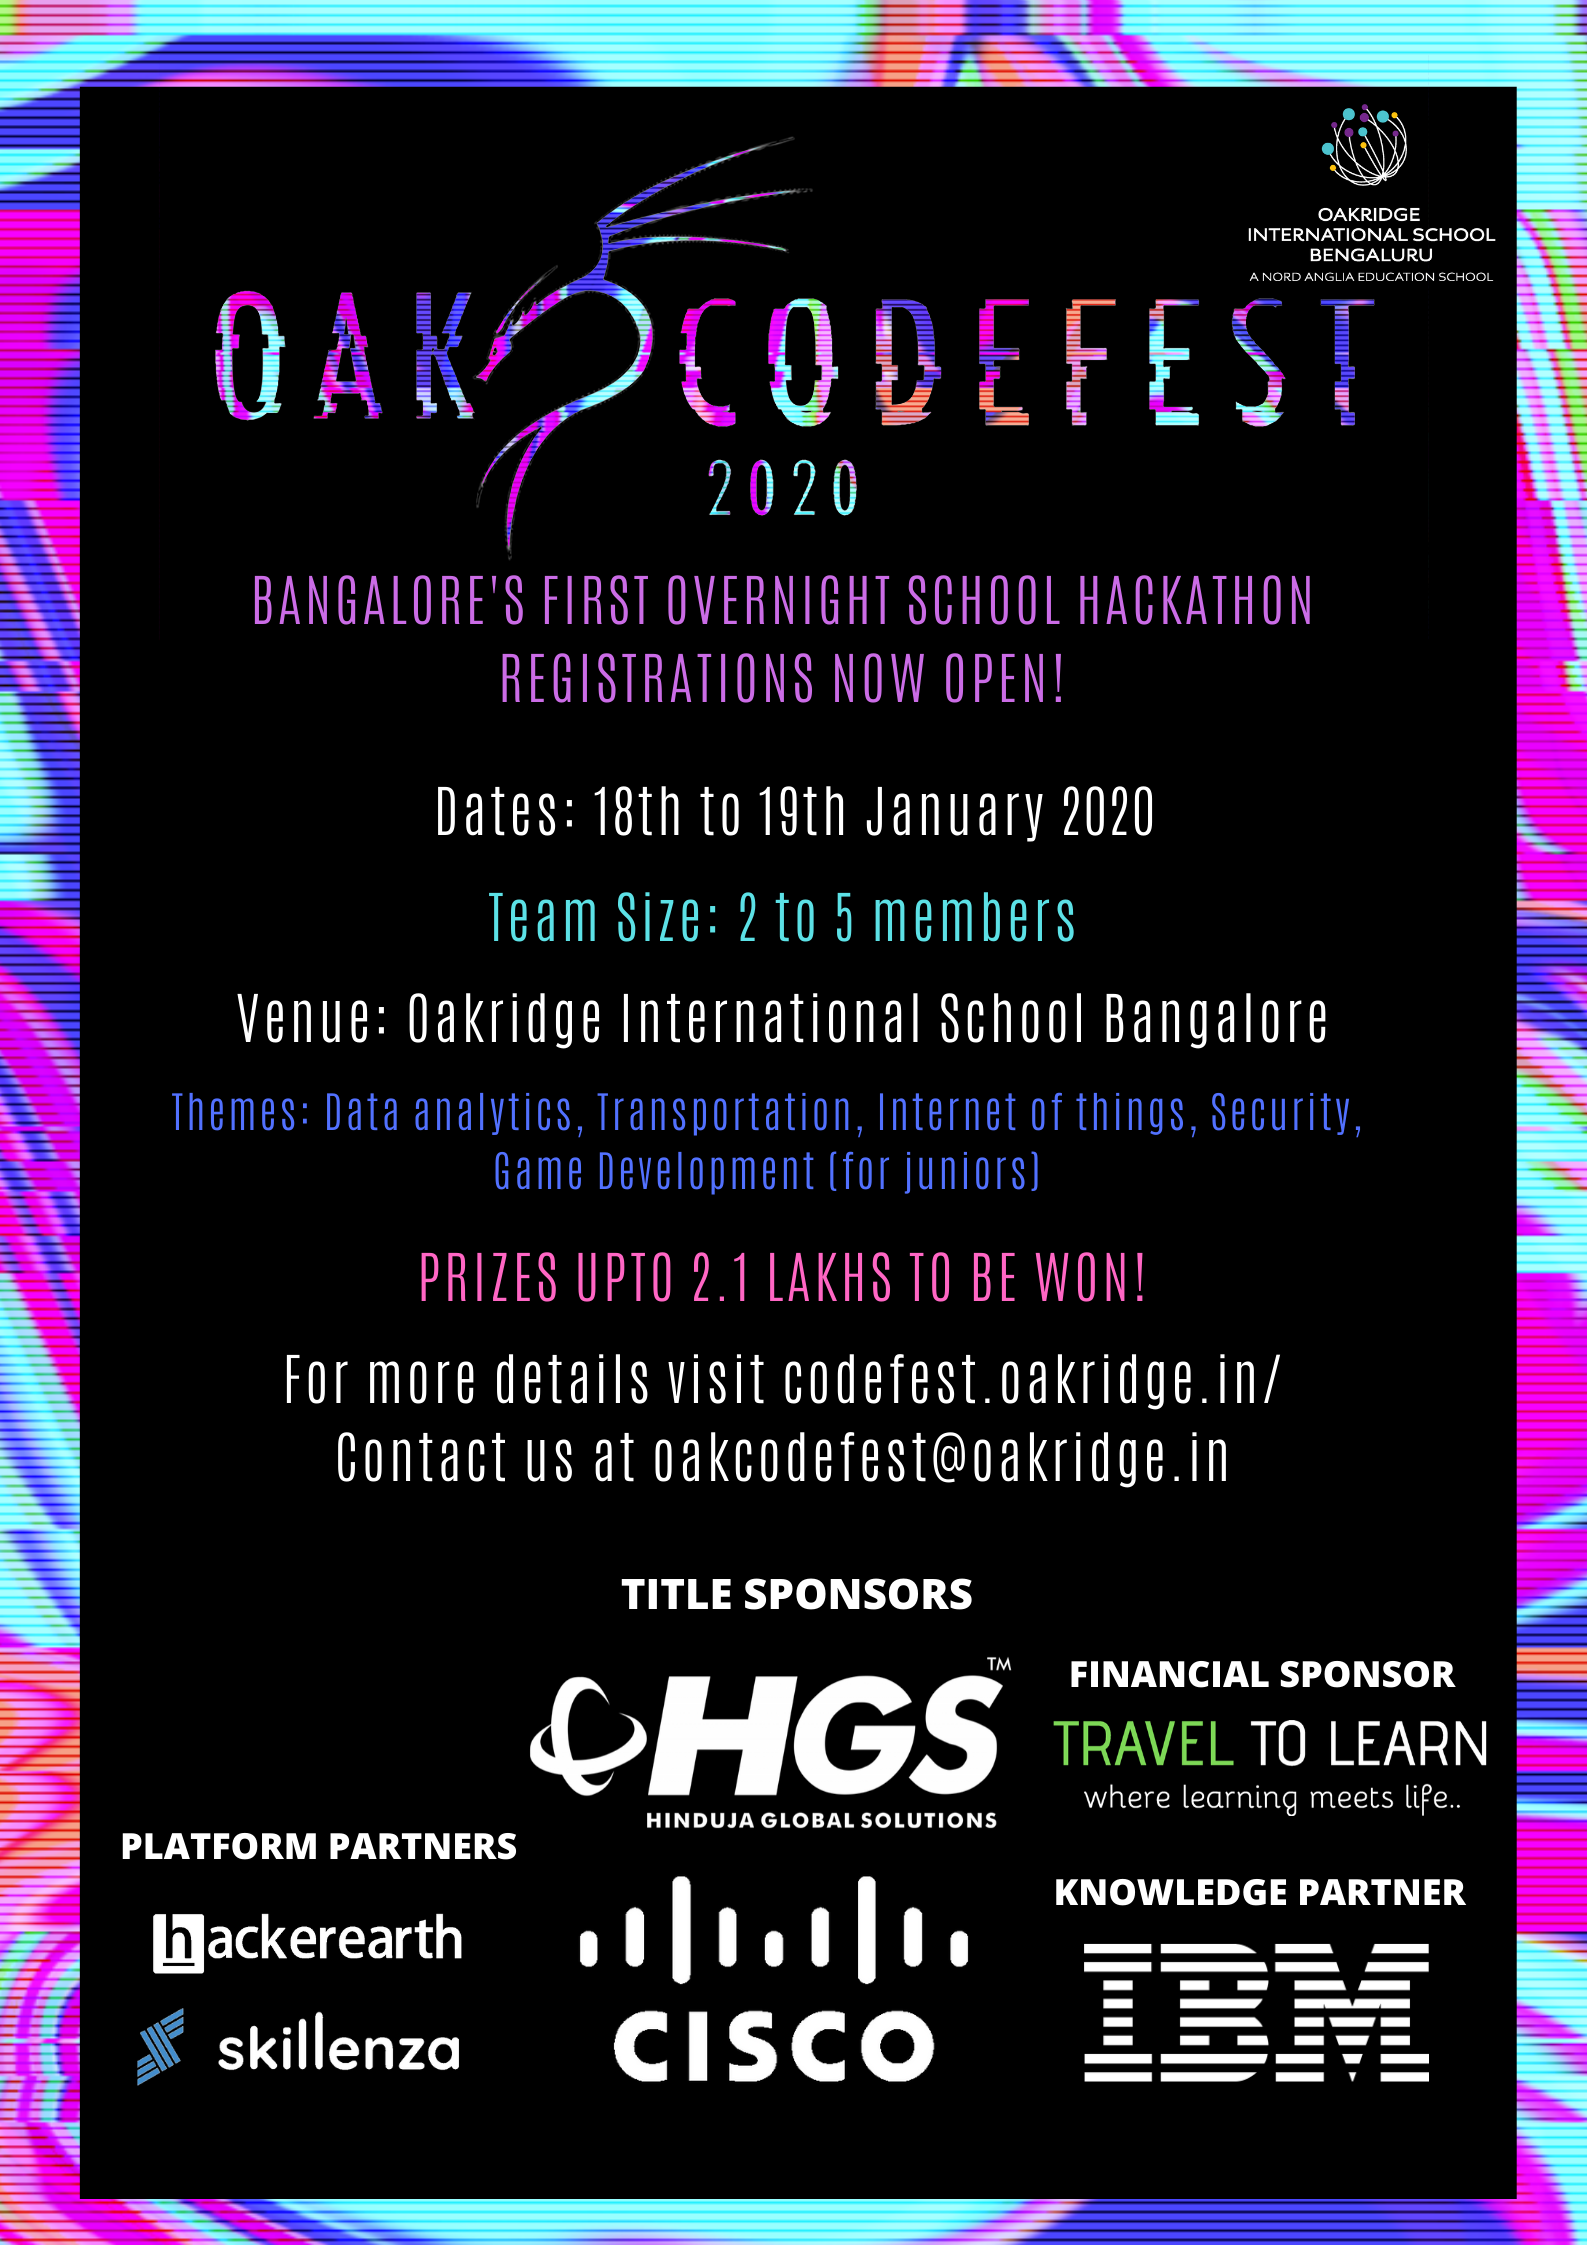 OAKRIDGE
INTERNATIONAL SCHOOL
BENGALURU
A NORD ANGLIA EDUCATION SCHOOL
OAK CODEFEST
2020
BANGALORE'S FIRST OVERNIGHT SCHOOL HACKATHON
REGISTRATIONS NOW OPEN!
Dates: 18th to 19th January 2020
Team Size: 2 to 5 members
Venue: Oakridge International School Bangalore
Themes: Data analytics, Transportation, Internet of things, Security,
Game Development (for juniors)
PRIZES UPTO 2.1 LAKHS TO BE WON!
For more details visit codefest.oakridge.in/
Contact us at oakcodefest@oakridge.in
TITLE SPONSORS
HGS™
HINDUJA GLOBAL SOLUTIONS
CISCO
FINANCIAL SPONSOR
TRAVEL TO LEARN
where learning meets life..
PLATFORM PARTNERS
hackerearth
skillenza
KNOWLEDGE PARTNER
IBM